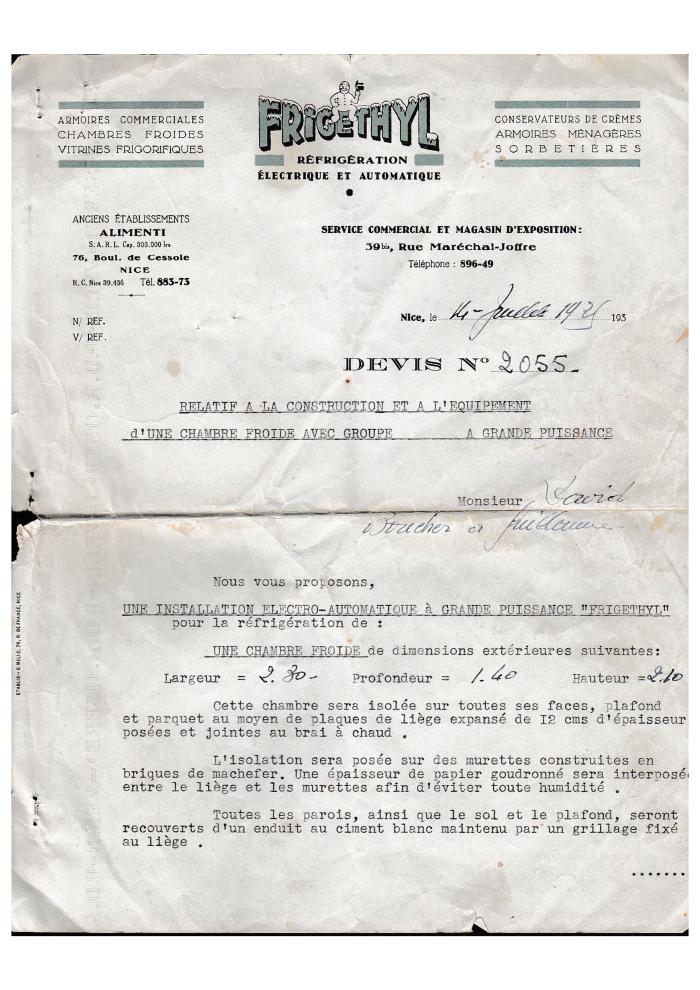 ARMOIRES COMMERCIALES
CHAMBRES FROIDES
VITRINES FRIGORIFIQUES
FRIGETHYL
RÉFRIGÉRATION
ÉLECTRIQUE ET AUTOMATIQUE
CONSERVATEURS DE CRÈMES
ARMOIRES MÉNAGÈRES
SORBETIÈRES
ANCIENS ÉTABLISSEMENTS
ALIMENTI
S.A.R.L. Cap. 300.000 frs
76, Boul. de Cessole
NICE
R.C. Nice 39.456 Tél. 883-73
SERVICE COMMERCIAL ET MAGASIN D'EXPOSITION:
39bis, Rue Maréchal-Joffre
Téléphone : 896-49
N/ REF.
V/ REF.
Nice, le 14 - Juillet 193
DEVIS No 2055-
RELATIF A LA CONSTRUCTION ET A L'EQUIPEMENT
d'UNE CHAMBRE FROIDE AVEC GROUPE A GRANDE PUISSANCE
Monsieur David
Boucher à Guillaumes
Nous vous proposons,
UNE INSTALLATION ELECTRO-AUTOMATIQUE à GRANDE PUISSANCE "FRIGETHYL"
pour la réfrigération de :
UNE CHAMBRE FROIDE de dimensions extérieures suivantes:
Largeur = 2.30- Profondeur = 1.40 Hauteur =2.10
Cette chambre sera isolée sur toutes ses faces, plafond
et parquet au moyen de plaques de liège expansé de I2 cms d'épaisseur
posées et jointes au brai à chaud .
L'isolation sera posée sur des murettes construites en
briques de machefer. Une épaisseur de papier goudronné sera interposé
entre le liège et les murettes afin d'éviter toute humidité .
Toutes les parois, ainsi que le sol et le plafond, seront
recouverts d'un enduit au ciment blanc maintenu par un grillage fixé
au liège .
.......